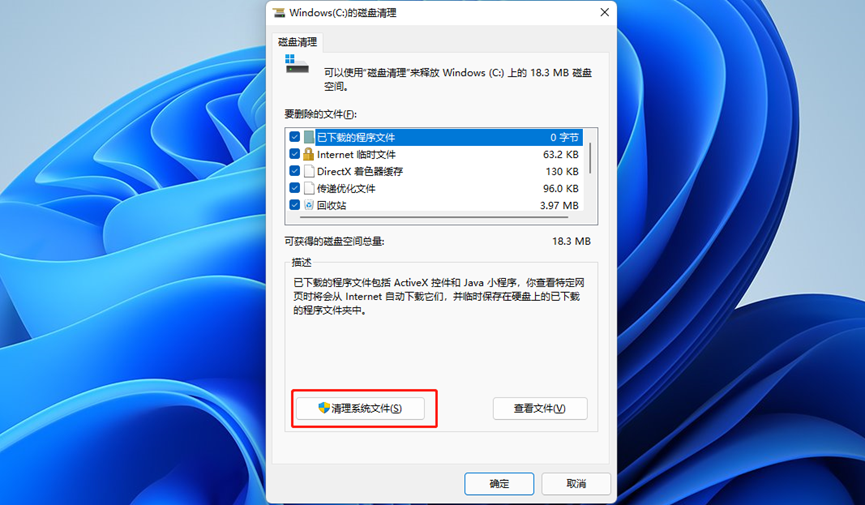 Windows(C:)的磁盘清理
磁盘清理
可以使用"磁盘清理"来释放 Windows (C:) 上的 18.3 MB 磁盘
空间。
要删除的文件(F):
已下载的程序文件 0 字节
Internet 临时文件 63.2 KB
DirectX 着色器缓存 130 KB
传递优化文件 96.0 KB
回收站 3.97 MB
可获得的磁盘空间总量: 18.3 MB
描述
已下载的程序文件包括 ActiveX 控件和 Java 小程序，你查看特定网
页时将会从 Internet 自动下载它们，并临时保存在硬盘上的已下载
的程序文件夹中。
清理系统文件(S) 查看文件(V)
确定 取消